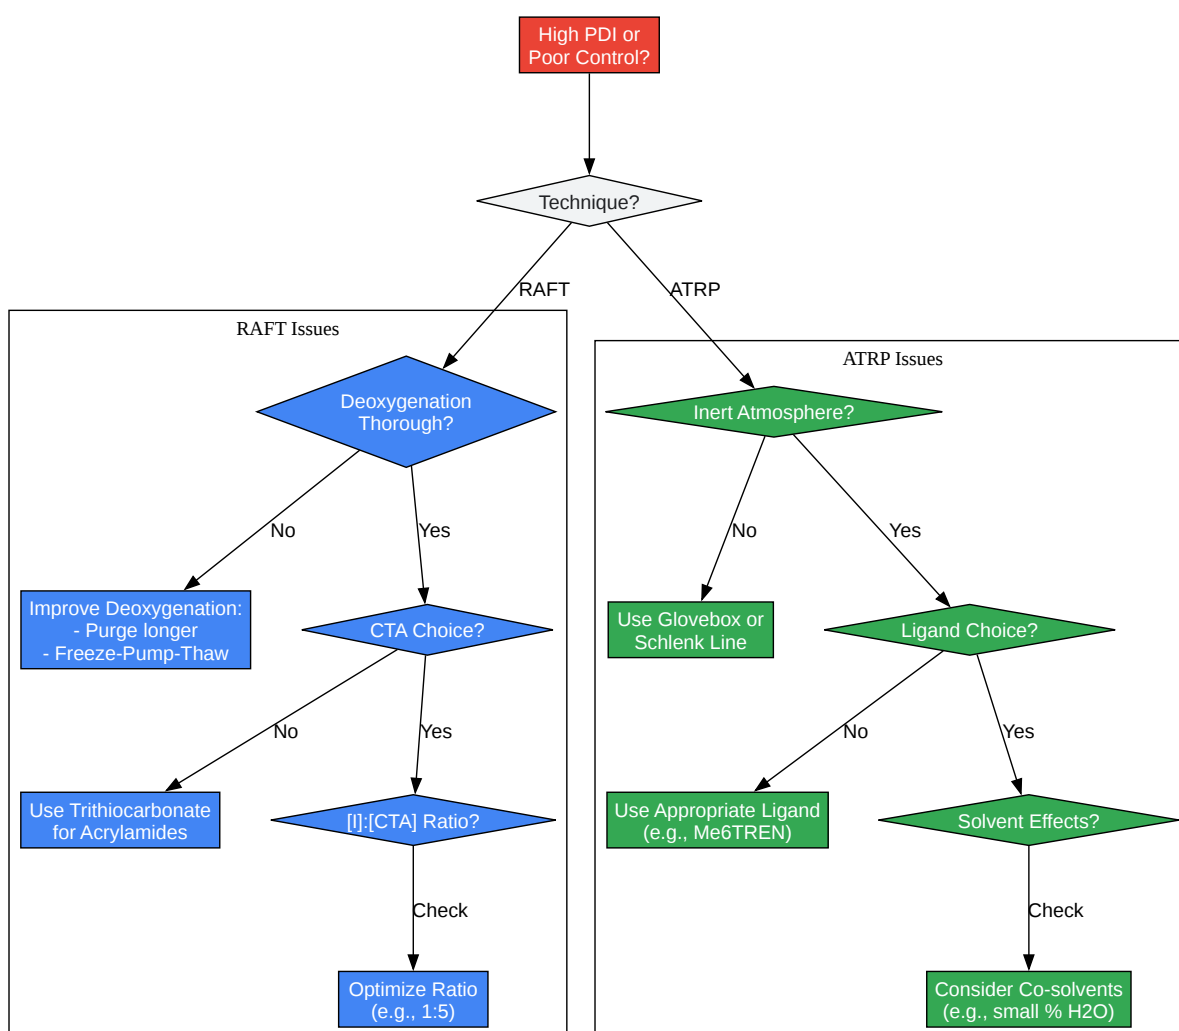 High PDI or
Poor Control?
Technique?
RAFT
ATRP
RAFT Issues
ATRP Issues
Deoxygenation
Thorough?
Inert Atmosphere?
No
Yes
No
Yes
Improve Deoxygenation:
- Purge longer
- Freeze-Pump-Thaw
CTA Choice?
Use Glovebox or
Schlenk Line
Ligand Choice?
No
Yes
No
Yes
Use Trithiocarbonate
for Acrylamides
[I]:[CTA] Ratio?
Use Appropriate Ligand
(e.g., Me6TREN)
Solvent Effects?
Check
Check
Optimize Ratio
(e.g., 1:5)
Consider Co-solvents
(e.g., small % H2O)